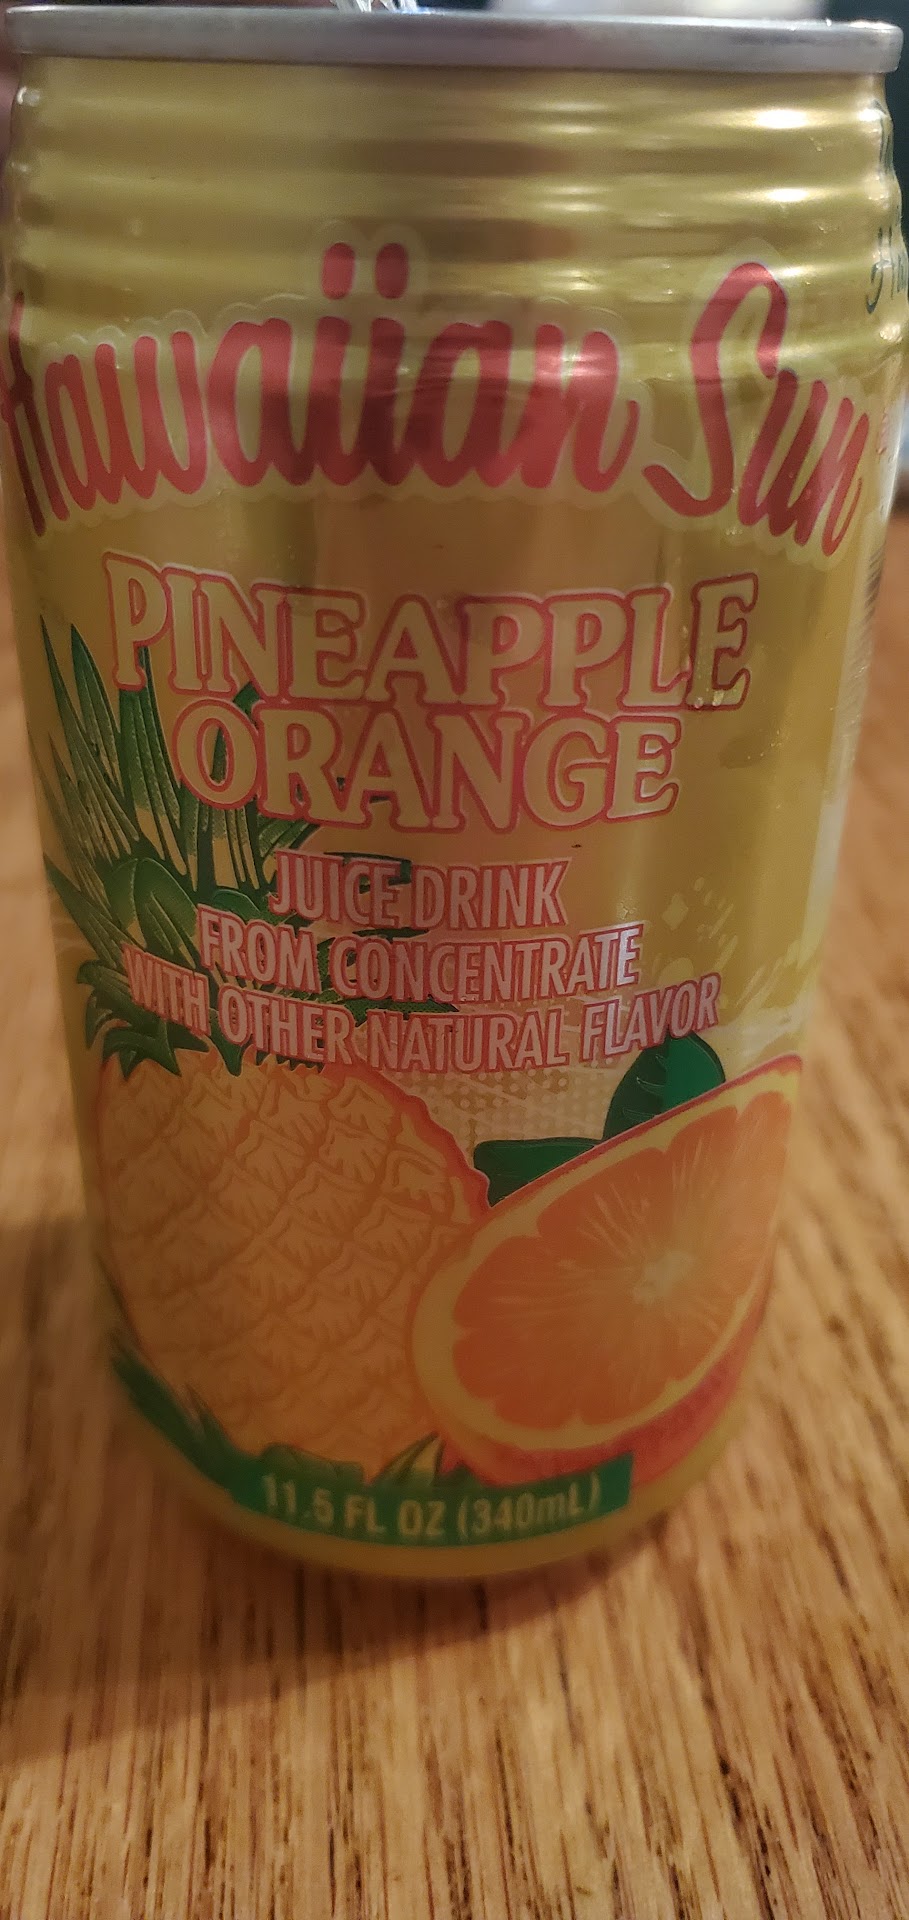 Hawaiian Sun
PINEAPPLE
ORANGE
JUICE DRINK
FROM CONCENTRATE
WITH OTHER NATURAL FLAVOR
11.5 FL OZ (340mL)